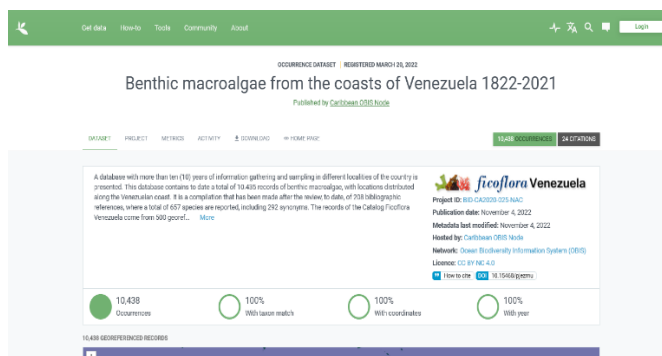 Get data How-to Tools Community About Login
OCCURRENCE DATASET | REGISTERED MARCH 20, 2022
Benthic macroalgae from the coasts of Venezuela 1822-2021
Published by Caribbean OBIS Node
DATASET PROJECT METRICS ACTIVITY DOWNLOAD HOME PAGE 10,438 OCCURRENCES 24 CITATIONS
A database with more than ten (10) years of information gathering and sampling in different localities of the country is
presented. This database contains to date a total of 10.435 records of benthic macroalgae, with locations distributed
along the Venezuelan coast. It is a compilation that has been made after the review, to date, of 208 bibliographic
references, where a total of 657 species are reported, including 292 synonyms. The records of the Catalog Ficoflora
Venezuela come from 500 georef... More
ficoflora Venezuela
Project ID: BID-CA2020-025-NAC
Publication date: November 4, 2022
Metadata last modified: November 4, 2022
Hosted by: Caribbean OBIS Node
Network: Ocean Biodiversity Information System (OBIS)
Licence: CC BY-NC 4.0
How to cite DOI 10.15468/pjezmu
10,438
Occurrences
100%
With taxon match
100%
With coordinates
100%
With year
10,438 GEOREFERENCED RECORDS